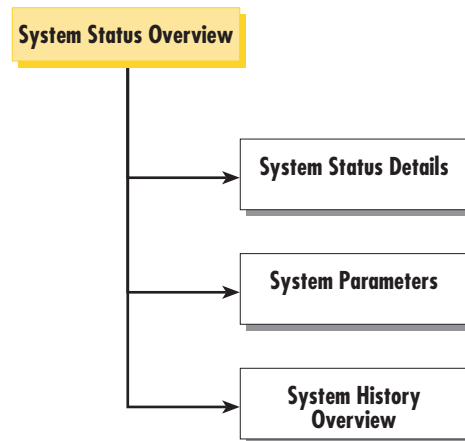 System Status Overview
System Status Details
System Parameters
System History
Overview